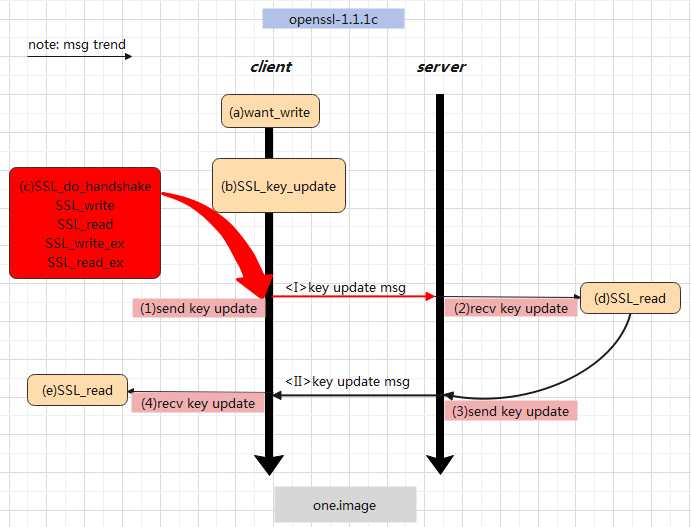 openssl-1.1.1c
note: msg trend
client
server
(a)want_write
(b)SSL_key_update
(c)SSL_do_handshake
SSL_write
SSL_read
SSL_write_ex
SSL_read_ex
<I>key update msg
(1)send key update
(2)recv key update
(d)SSL_read
<II>key update msg
(e)SSL_read
(4)recv key update
(3)send key update
one.image